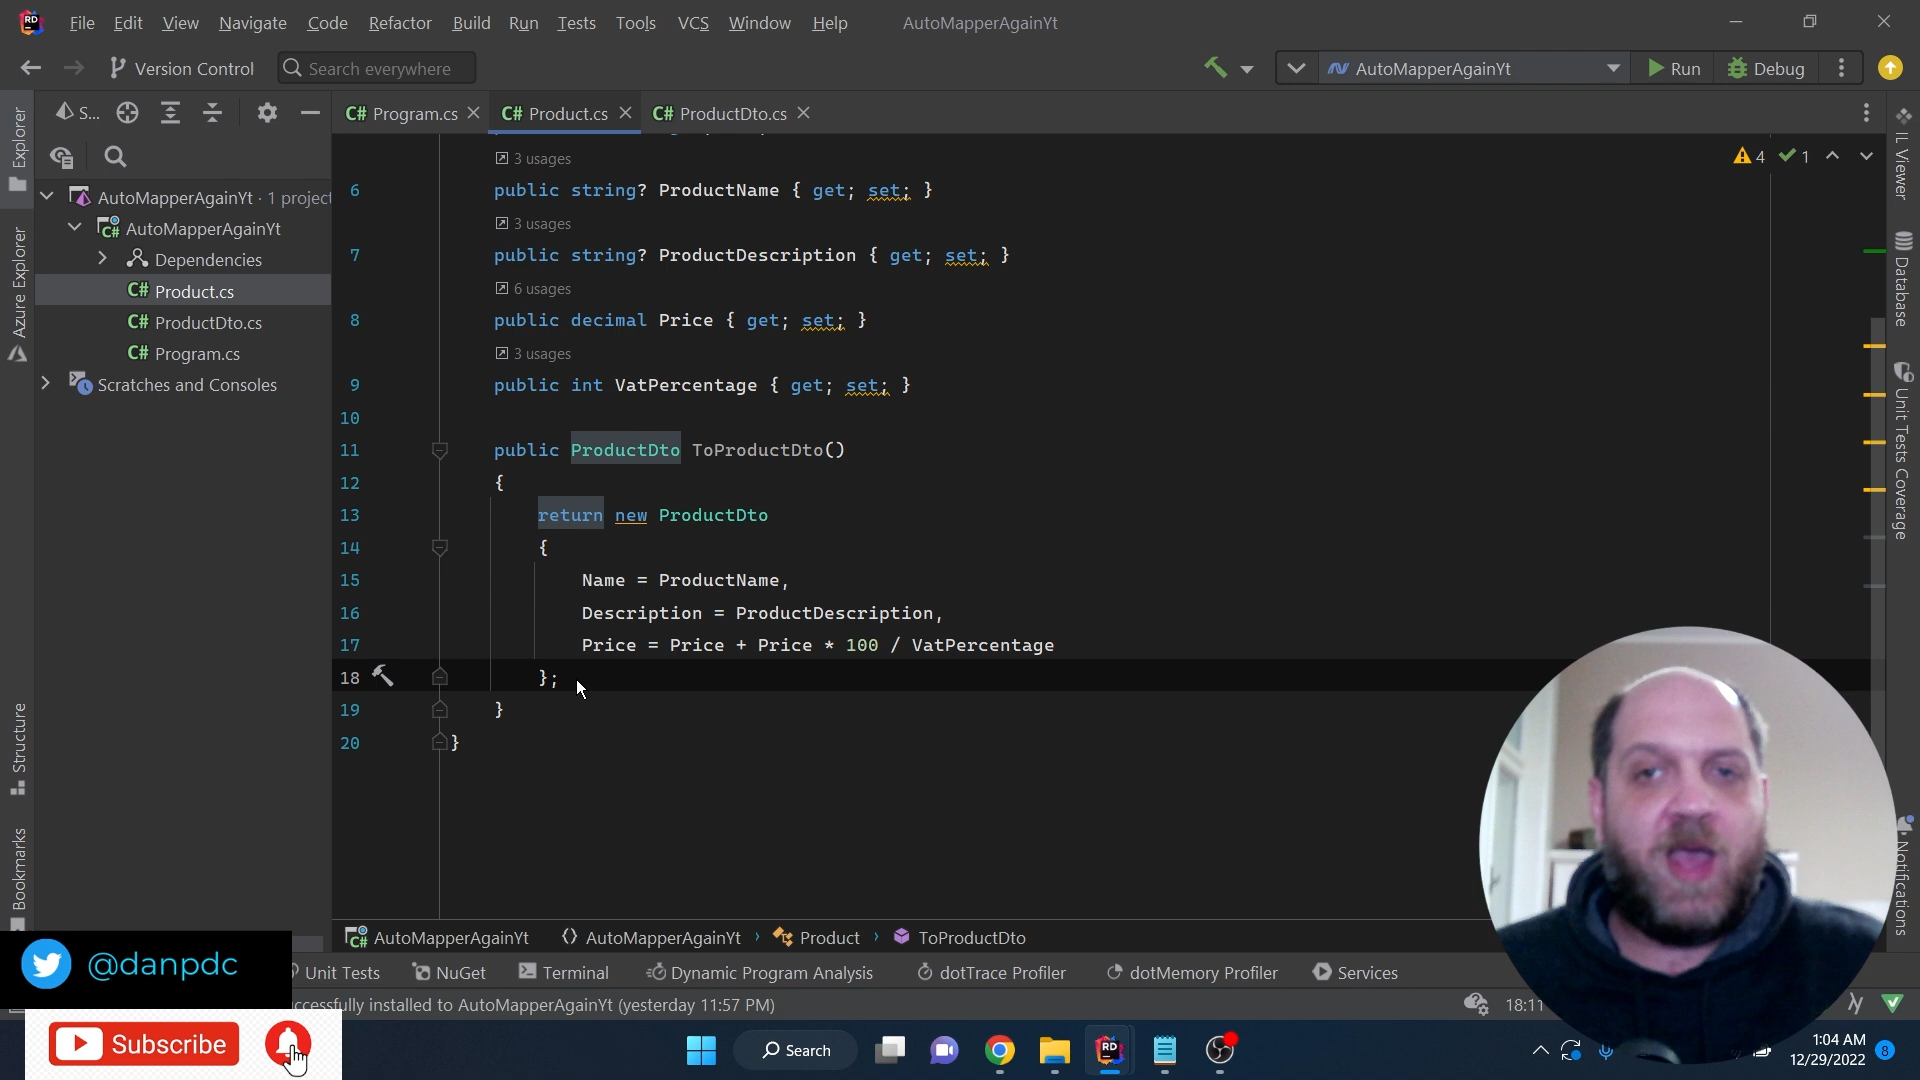 File Edit View Navigate Code Refactor Build Run Tests Tools VCS Window Help AutoMapperAgainYt
Version Control Search everywhere AutoMapperAgainYt Run Debug
S... C# Program.cs C# Product.cs C# ProductDto.cs
Explorer
Azure Explorer
Structure
Bookmarks
AutoMapperAgainYt · 1 project
AutoMapperAgainYt
Dependencies
C# Product.cs
C# ProductDto.cs
C# Program.cs
Scratches and Consoles
4 1
3 usages
6 public string? ProductName { get; set; }
3 usages
7 public string? ProductDescription { get; set; }
6 usages
8 public decimal Price { get; set; }
3 usages
9 public int VatPercentage { get; set; }
10
11 public ProductDto ToProductDto()
12 {
13 return new ProductDto
14 {
15 Name = ProductName,
16 Description = ProductDescription,
17 Price = Price + Price * 100 / VatPercentage
18 };
19 }
20 }
IL Viewer
Database
Unit Tests Coverage
Notifications
C# AutoMapperAgainYt AutoMapperAgainYt › Product › ToProductDto
@danpdc
Unit Tests NuGet Terminal Dynamic Program Analysis dotTrace Profiler dotMemory Profiler Services
ccessfully installed to AutoMapperAgainYt (yesterday 11:57 PM) 18:11
Subscribe
Search
1:04 AM
12/29/2022 8